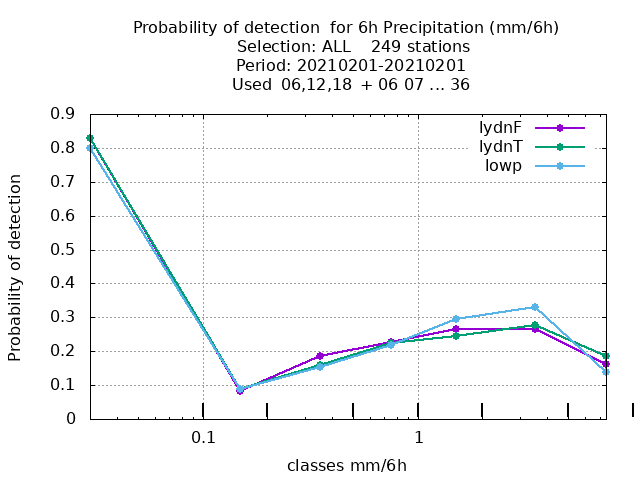 Probability of detection  for 6h Precipitation (mm/6h)
Selection: ALL    249 stations
Period: 20210201-20210201
Used  06,12,18  + 06 07 ... 36
lydnF
lydnT
lowp
0.9
0.8
0.7
0.6
0.5
0.4
0.3
0.2
0.1
0
Probability of detection
0.1
1
classes mm/6h